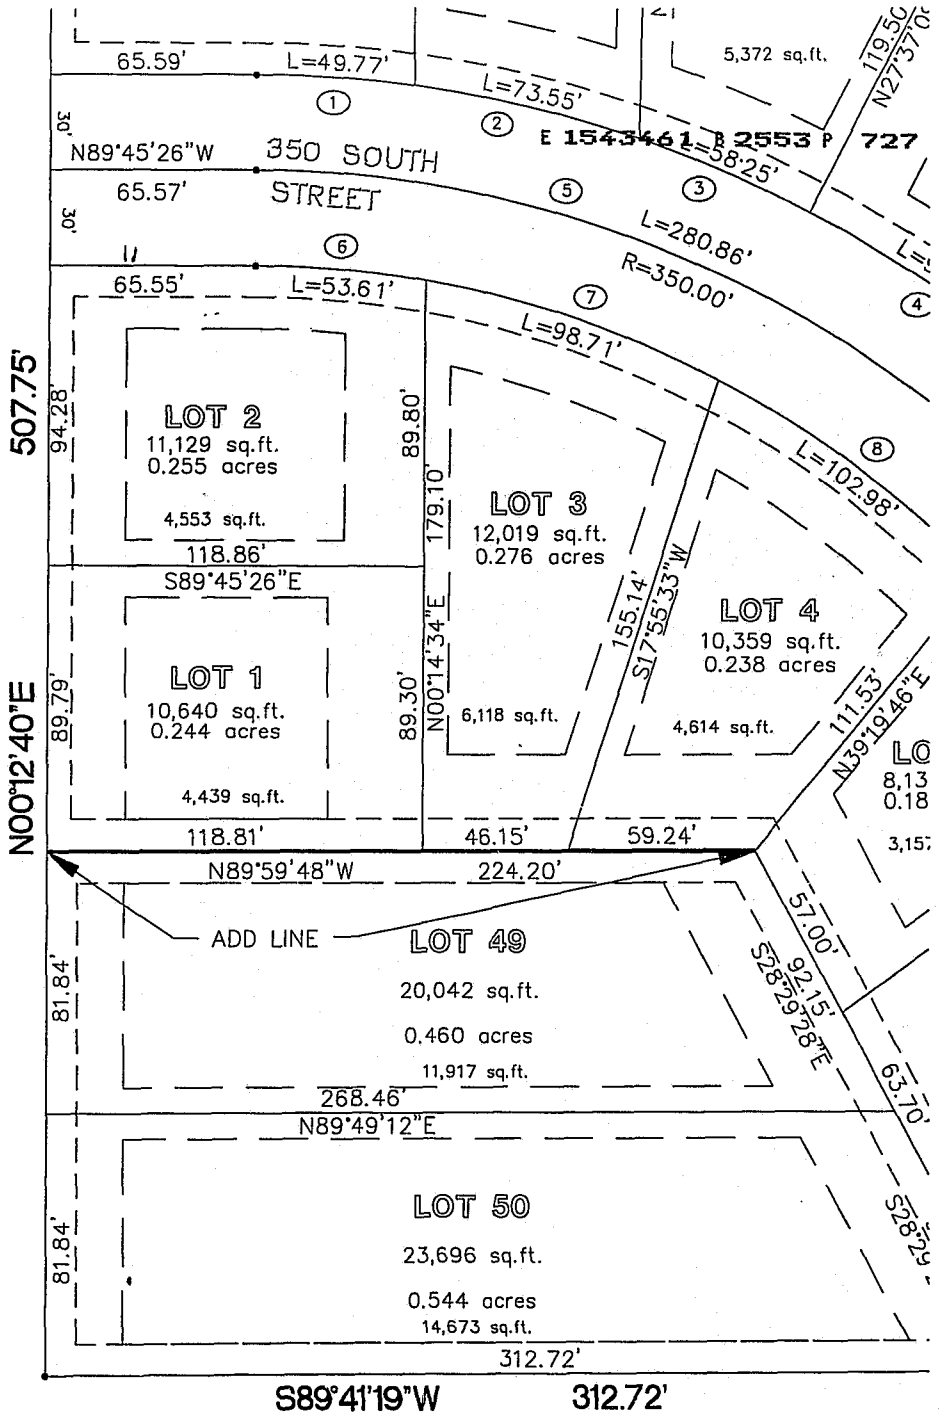 65.59'
L=49.77'
L=73.55'
5,372 sq.ft.
119.50
N27°37'0
1
2
E 1543461 B 2553 P 727
30'
N89°45'26"W
350 SOUTH
STREET
L=58.25'
3
5
65.57'
30'
L=280.86'
R=350.00'
4
6
65.55'
L=53.61'
7
L=98.71'
8
L=102.98'
507.75'
N00°12'40"E
94.28'
LOT 2
11,129 sq.ft.
0.255 acres
4,553 sq.ft.
118.86'
S89°45'26"E
89.80'
179.10'
N00°14'34"E
89.30'
LOT 3
12,019 sq.ft.
0.276 acres
6,118 sq.ft.
155.14'
S17°55'33"W
LOT 4
10,359 sq.ft.
0.238 acres
4,614 sq.ft.
111.53'
N39°19'46"E
LO
8,13
0.18
3,157
89.79'
LOT 1
10,640 sq.ft.
0.244 acres
4,439 sq.ft.
118.81'
46.15'
59.24'
N89°59'48"W
224.20'
ADD LINE
57.00'
92.15'
S28°29'28"E
63.70'
81.84'
LOT 49
20,042 sq.ft.
0.460 acres
11,917 sq.ft.
268.46'
N89°49'12"E
81.84'
LOT 50
23,696 sq.ft.
0.544 acres
14,673 sq.ft.
S28°29'2
312.72'
S89°41'19"W 312.72'